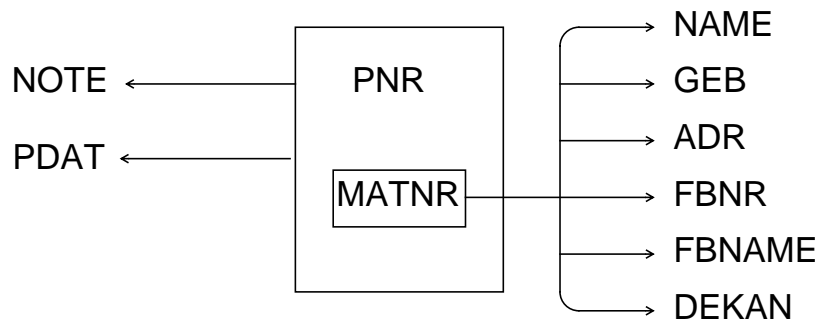 NAME
NOTE PNR GEB
PDAT ADR
MATNR FBNR
FBNAME
DEKAN